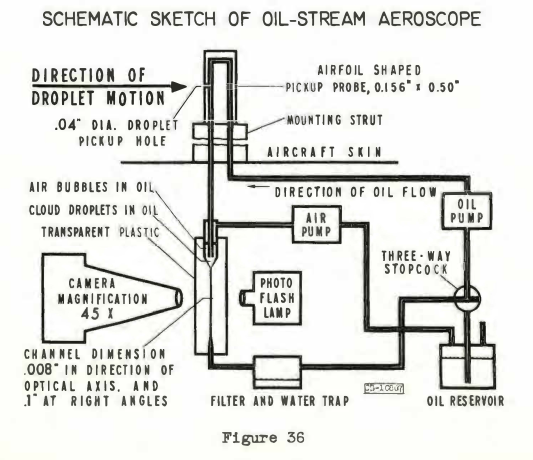 SCHEMATIC SKETCH OF OIL-STREAM AEROSCOPE
DIRECTION OF
DROPLET MOTION
AIRFOIL SHAPED
PICKUP PROBE, 0.156" x 0.50"
.04" DIA. DROPLET
PICKUP HOLE
MOUNTING STRUT
AIRCRAFT SKIN
AIR BUBBLES IN OIL
DIRECTION OF OIL FLOW
CLOUD DROPLETS IN OIL
TRANSPARENT PLASTIC
AIR
PUMP
OIL
PUMP
THREE-WAY
STOPCOCK
CAMERA
MAGNIFICATION
45 X
PHOTO
FLASH
LAMP
CHANNEL DIMENSION
.008" IN DIRECTION OF
OPTICAL AXIS, AND
.1" AT RIGHT ANGLES
FILTER AND WATER TRAP
OIL RESERVOIR
Figure 36